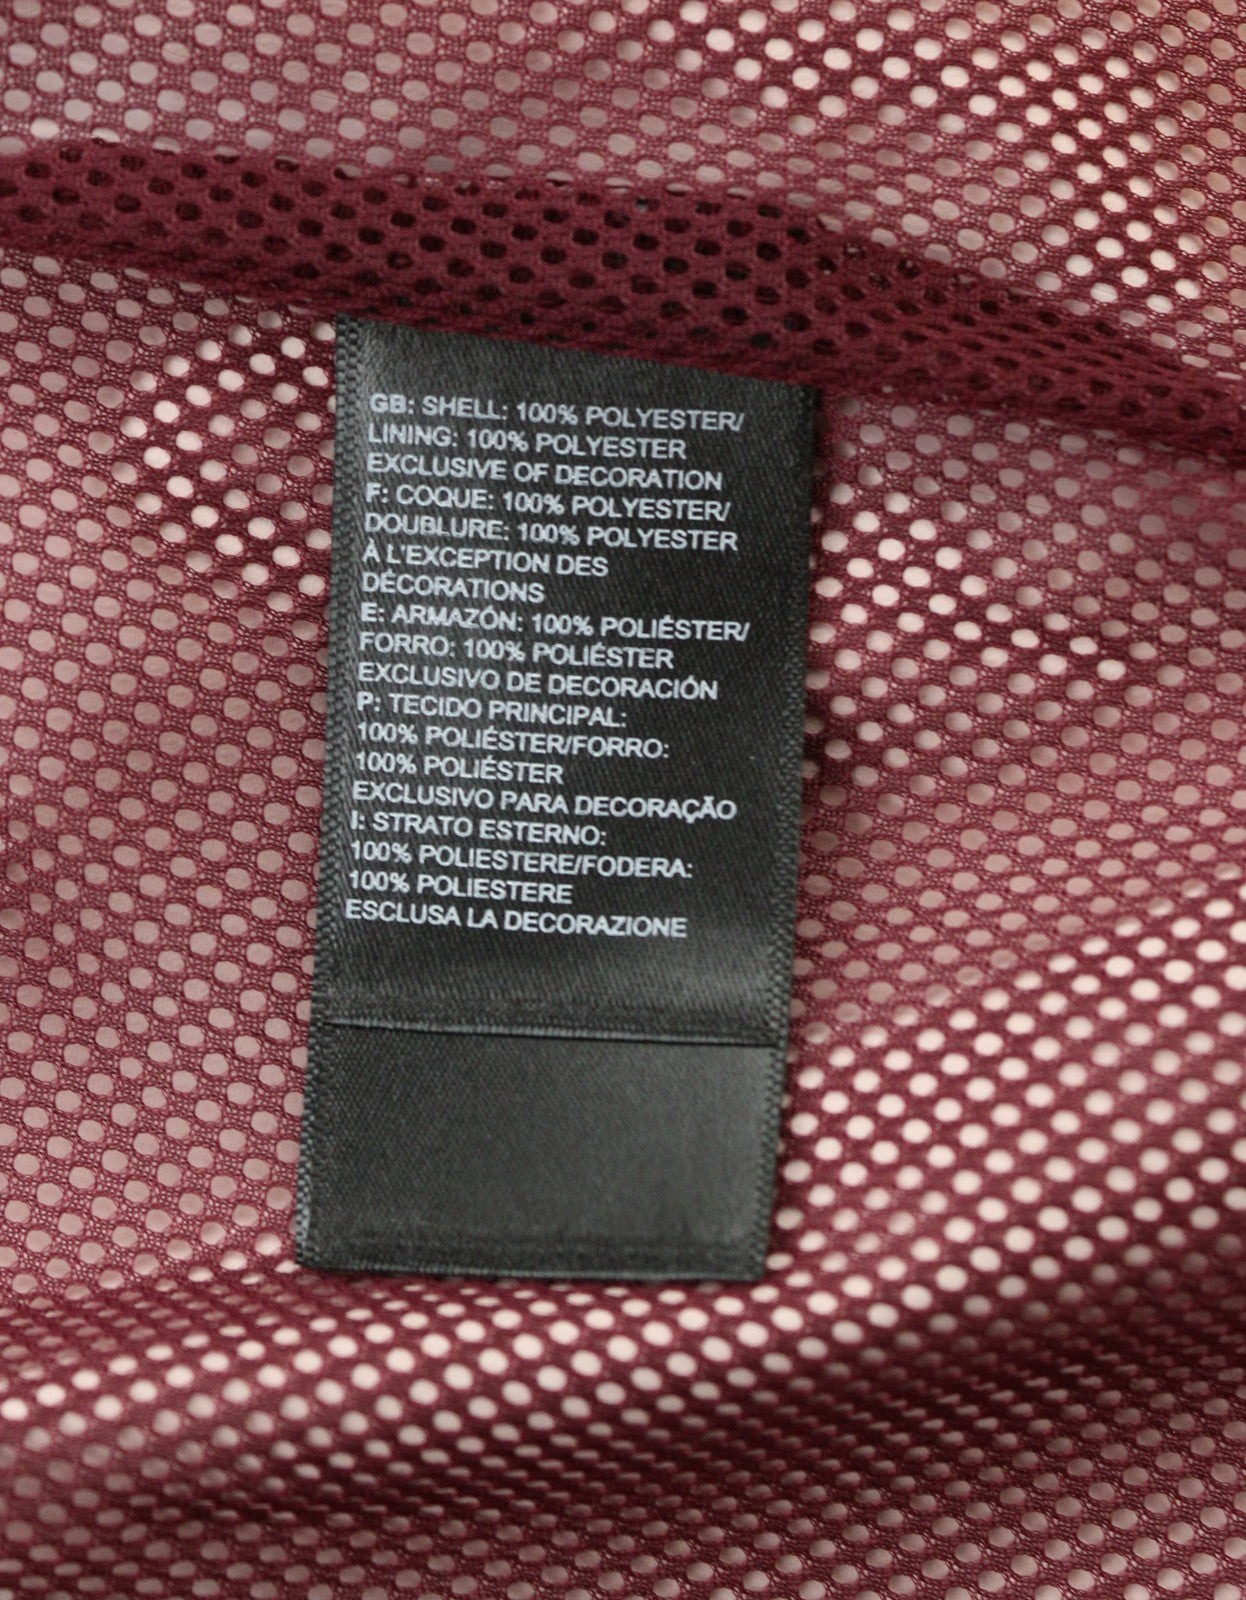 GB: SHELL: 100% POLYESTER/
LINING: 100% POLYESTER
EXCLUSIVE OF DECORATION
F: COQUE: 100% POLYESTER/
DOUBLURE: 100% POLYESTER
À L'EXCEPTION DES
DÉCORATIONS
E: ARMAZÓN: 100% POLIÉSTER/
FORRO: 100% POLIÉSTER
EXCLUSIVO DE DECORACIÓN
P: TECIDO PRINCIPAL:
100% POLIÉSTER/FORRO:
100% POLIÉSTER
EXCLUSIVO PARA DECORAÇÃO
I: STRATO ESTERNO:
100% POLIESTERE/FODERA:
100% POLIESTERE
ESCLUSA LA DECORAZIONE